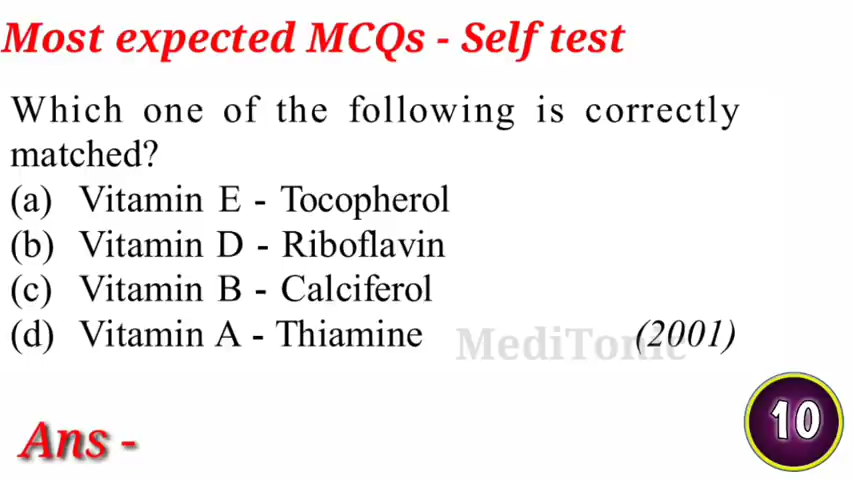 Most expected MCQs - Self test
Which one of the following is correctly
matched?
(a) Vitamin E - Tocopherol
(b) Vitamin D - Riboflavin
(c) Vitamin B - Calciferol
(d) Vitamin A - Thiamine (2001)
MediTonic
Ans -
10